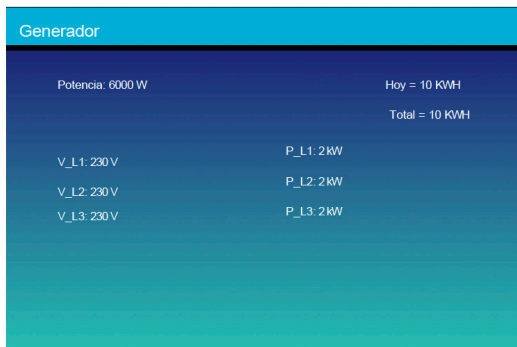 Generador
Potencia: 6000 W
Hoy = 10 KWH
Total = 10 KWH
V_L1: 230 V
P_L1: 2 kW
V_L2: 230 V
P_L2: 2 kW
V_L3: 230 V
P_L3: 2 kW